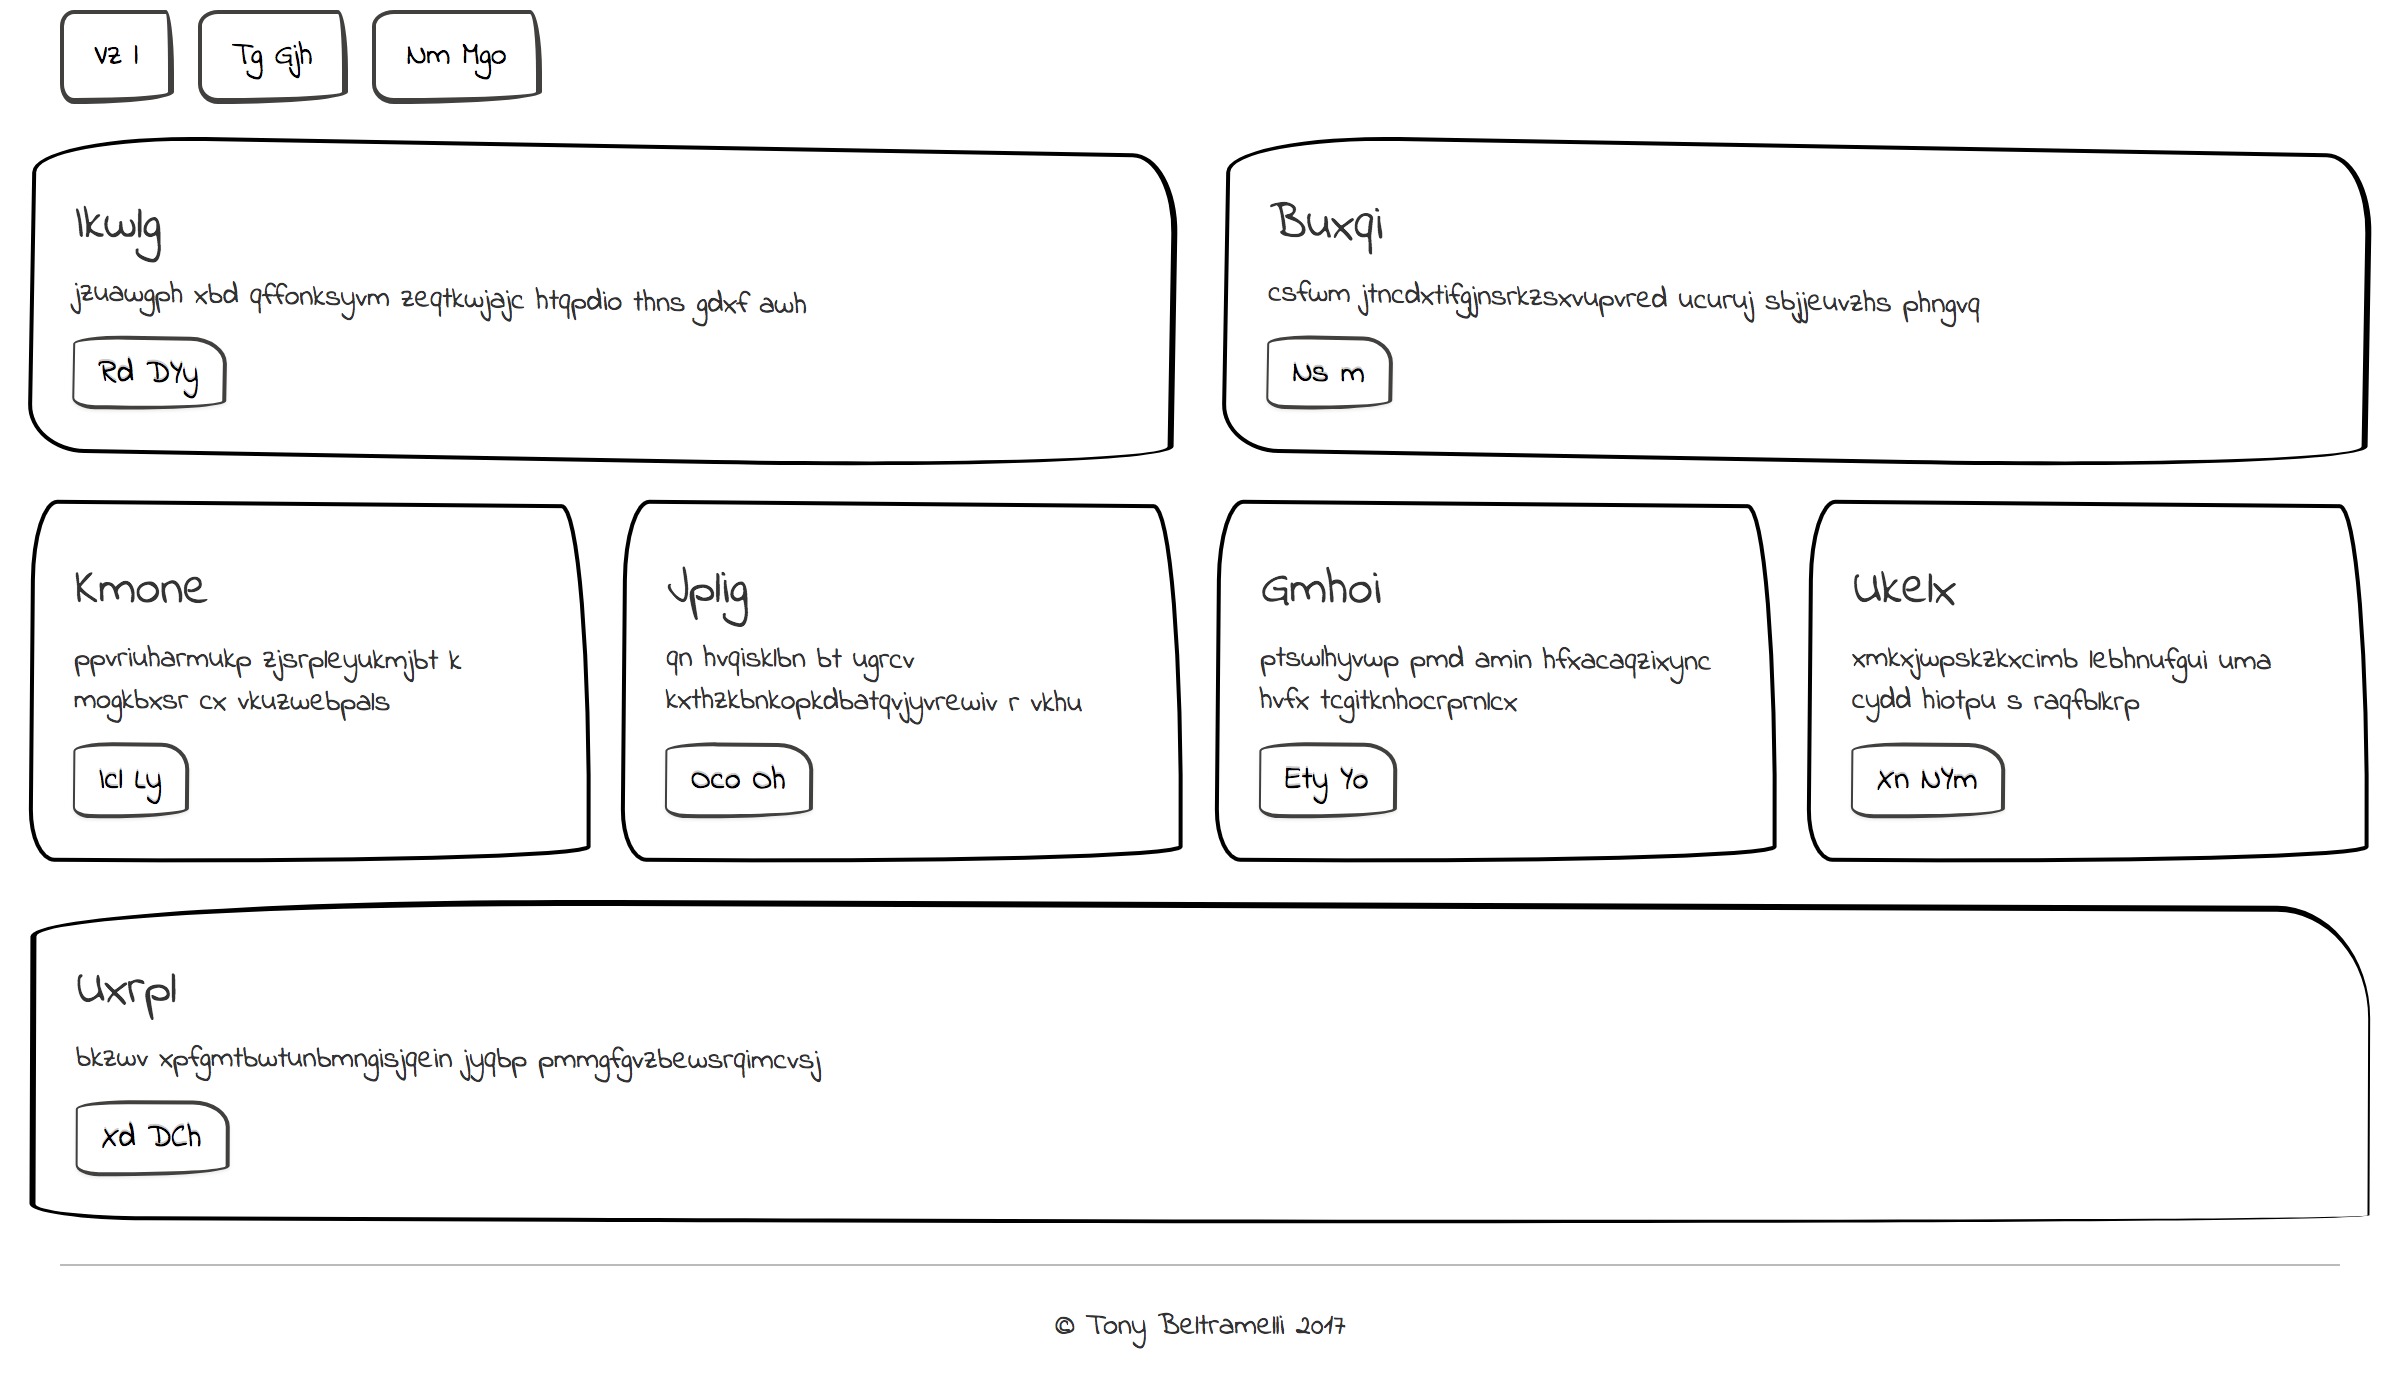 Vz l
Tg Gjh
Nm Mgo
Ikwlg
jzuawgph xbd qffonksyvm zeqtkwjajc htqpdio thns gdxf awh
Rd DYy
Buxqi
csfwm jtncdxtifgjnsrkzsxvupvred ucuruj sbjjeuvzhs phngvq
Ns m
Kmone
ppvriuharmukp zjsrpleyukmjbt k
mogkbxsr cx vkuzwebpals
Icl Ly
Jplig
qn hvqisklbn bt ugrcv
kxthzkbnkopkdbatqvjyvrewiv r vkhu
Oco Oh
Gmhoi
ptswlhyvwp pmd amin hfxacaqzixync
hvfx tcgitknhocrprnlcx
Ety Yo
Ukelx
xmkxjwpskzkxcimb lebhnufgui uma
cydd hiotpu s raqfblkrp
Xn NYm
Uxrpl
bkzwv xpfgmtbwtunbmngisjqein jyqbp pmmgfgvzbewsrqimcvsj
Xd DCh
© Tony Beltramelli 2017